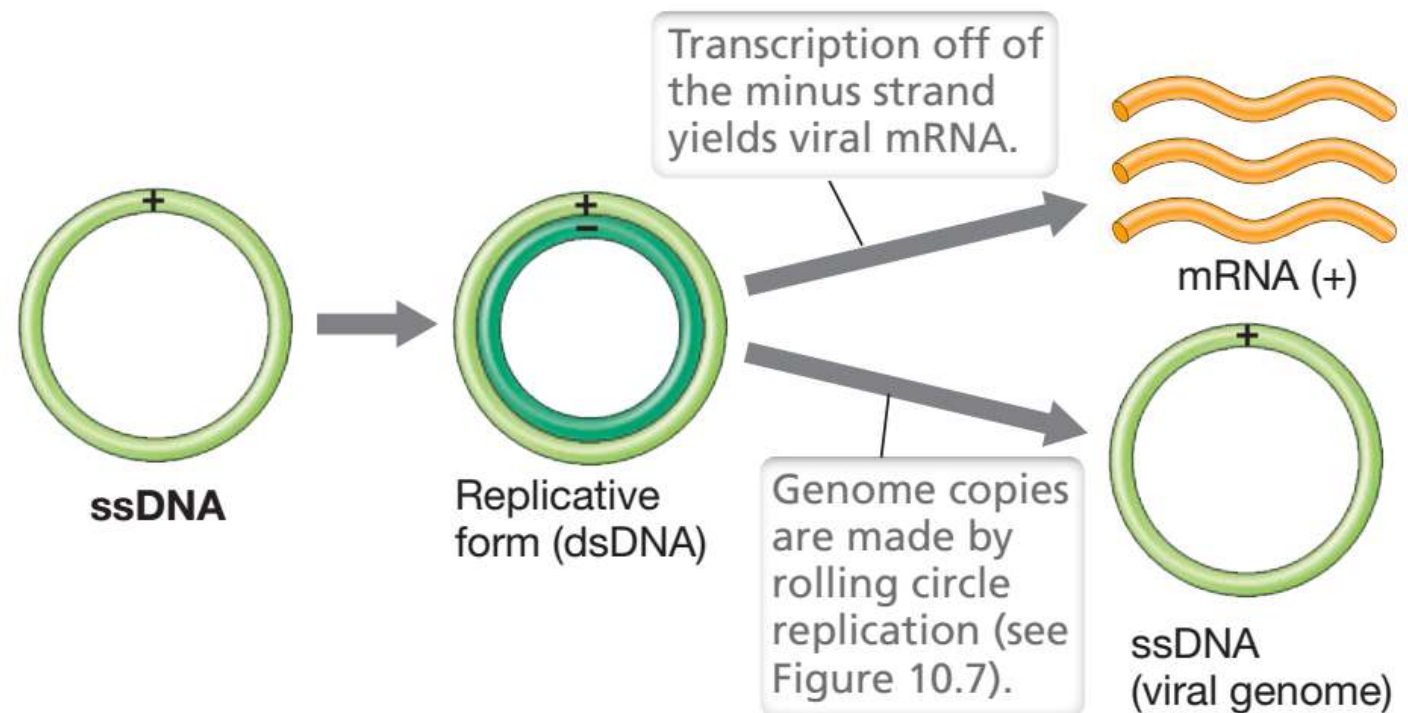 +
ssDNA
+
−
Replicative
form (dsDNA)
Transcription off of
the minus strand
yields viral mRNA.
mRNA (+)
Genome copies
are made by
rolling circle
replication (see
Figure 10.7).
+
ssDNA
(viral genome)